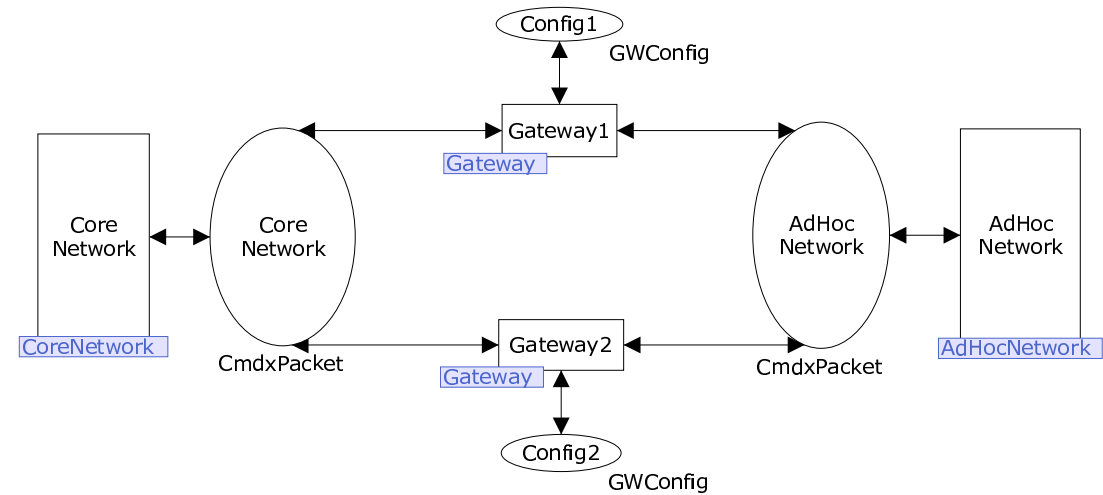 Config1
GWConfig
Gateway1
Gateway
Core
Network
CoreNetwork
Core
Network
CmdxPacket
AdHoc
Network
CmdxPacket
AdHoc
Network
AdHocNetwork
Gateway2
Gateway
Config2
GWConfig